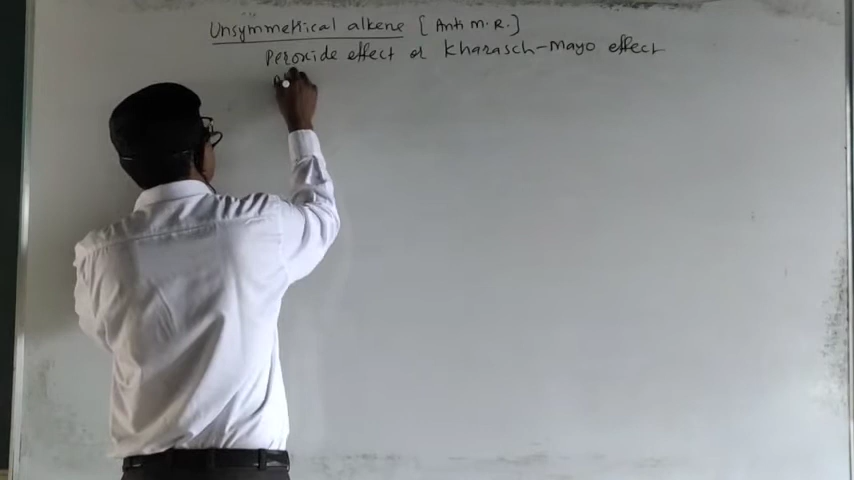 Unsymmetrical alkene [ Anti M.R.]
Peroxide effect or Kharasch-Mayo effect